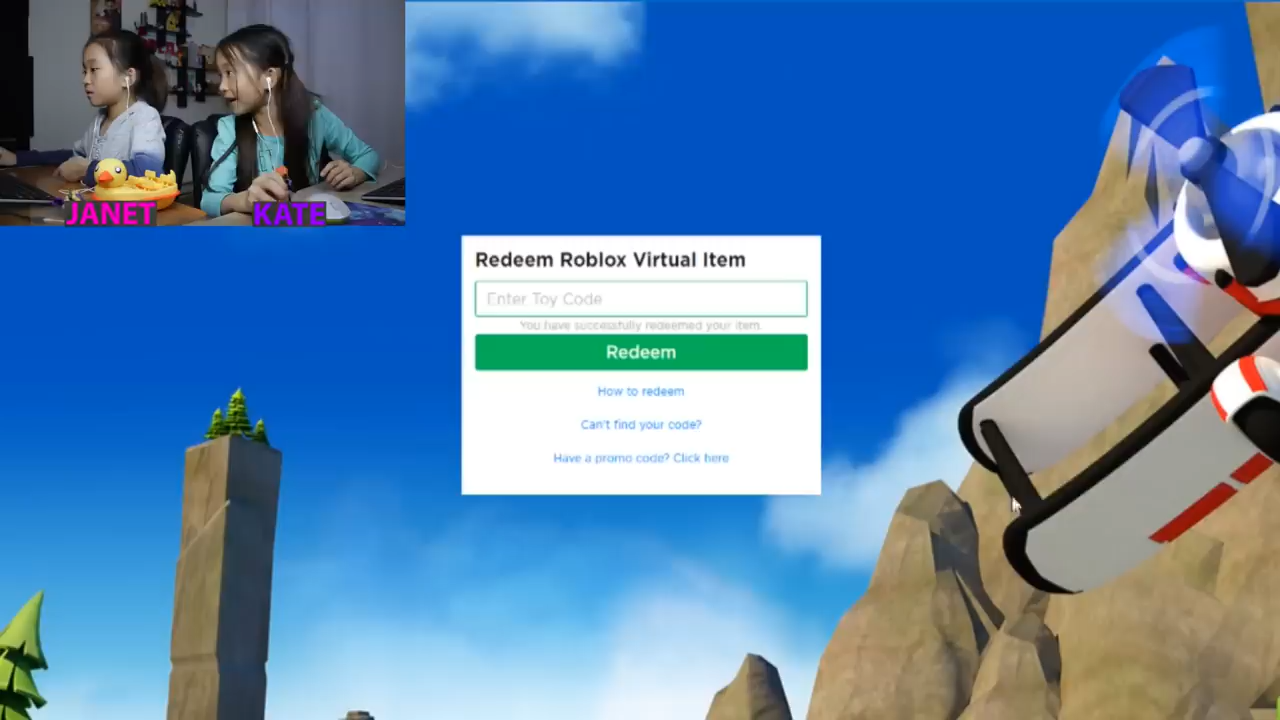 JANET
KATE
Redeem Roblox Virtual Item
Enter Toy Code
You have successfully redeemed your item.
Redeem
How to redeem
Can't find your code?
Have a promo code? Click here